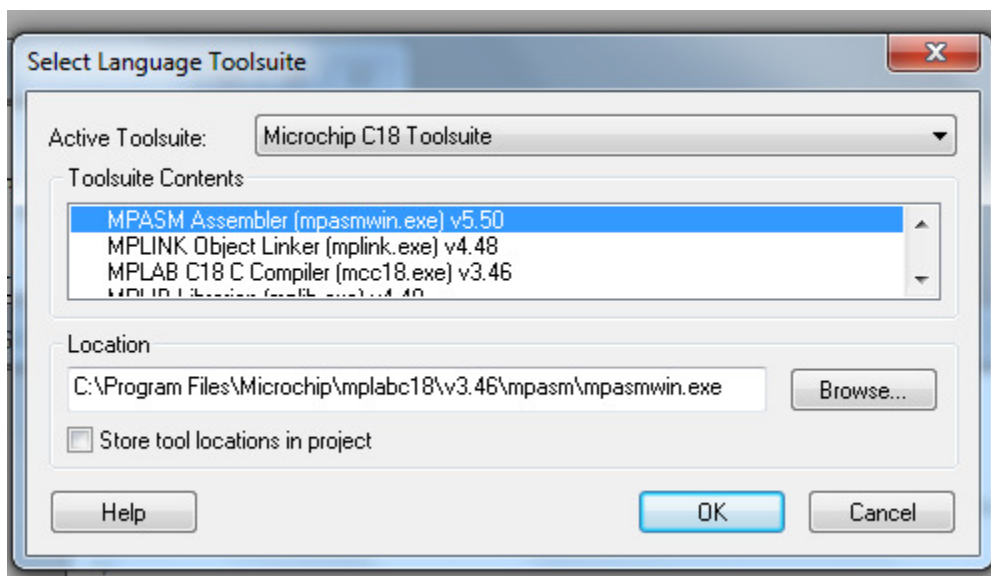 Select Language Toolsuite
Active Toolsuite: Microchip C18 Toolsuite
Toolsuite Contents
MPASM Assembler (mpasmwin.exe) v5.50
MPLINK Object Linker (mplink.exe) v4.48
MPLAB C18 C Compiler (mcc18.exe) v3.46
Location
C:\Program Files\Microchip\mplabc18\v3.46\mpasm\mpasmwin.exe Browse...
Store tool locations in project
Help OK Cancel